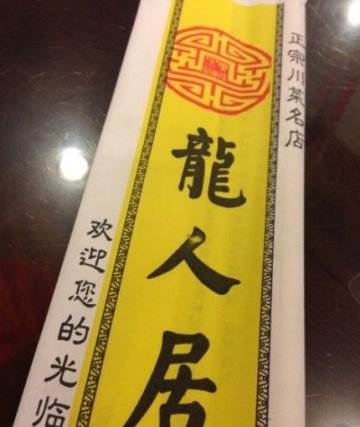 正宗川菜名店
龍人居
欢迎您的光临